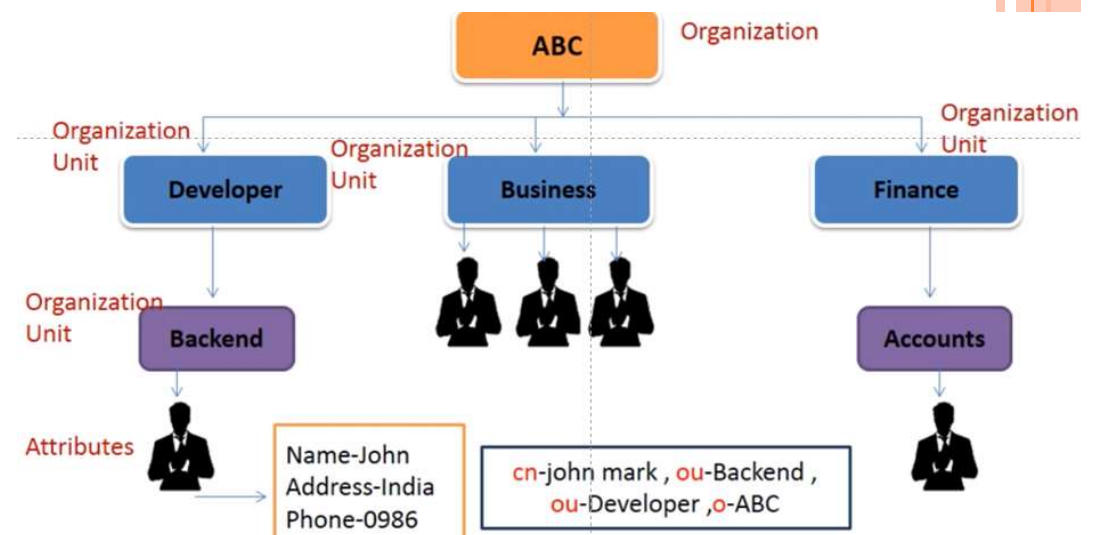 ABC
Organization
Organization
Unit
Organization
Unit
Organization
Unit
Developer
Business
Finance
Organization
Unit
Backend
Accounts
Attributes
Name-John
Address-India
Phone-0986
cn-john mark , ou-Backend ,
ou-Developer ,o-ABC